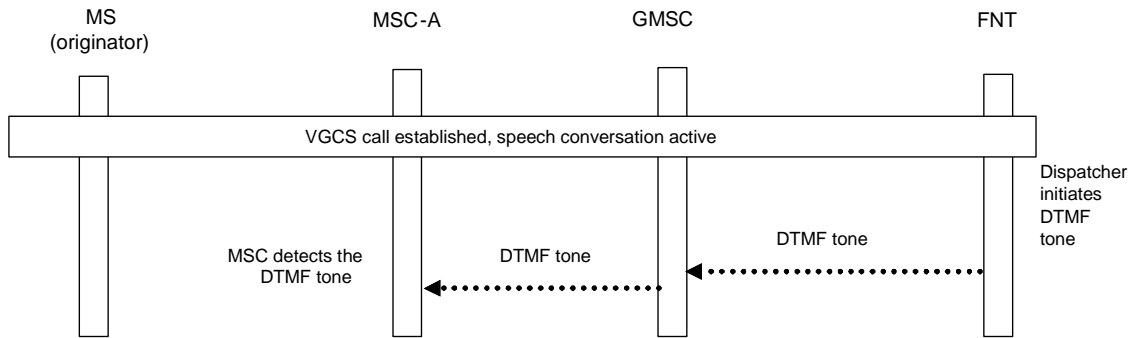 MS
(originator)
MSC-A
GMSC
FNT
VGCS call established, speech conversation active
Dispatcher
initiates
DTMF
tone
DTMF tone
MSC detects the
DTMF tone
DTMF tone